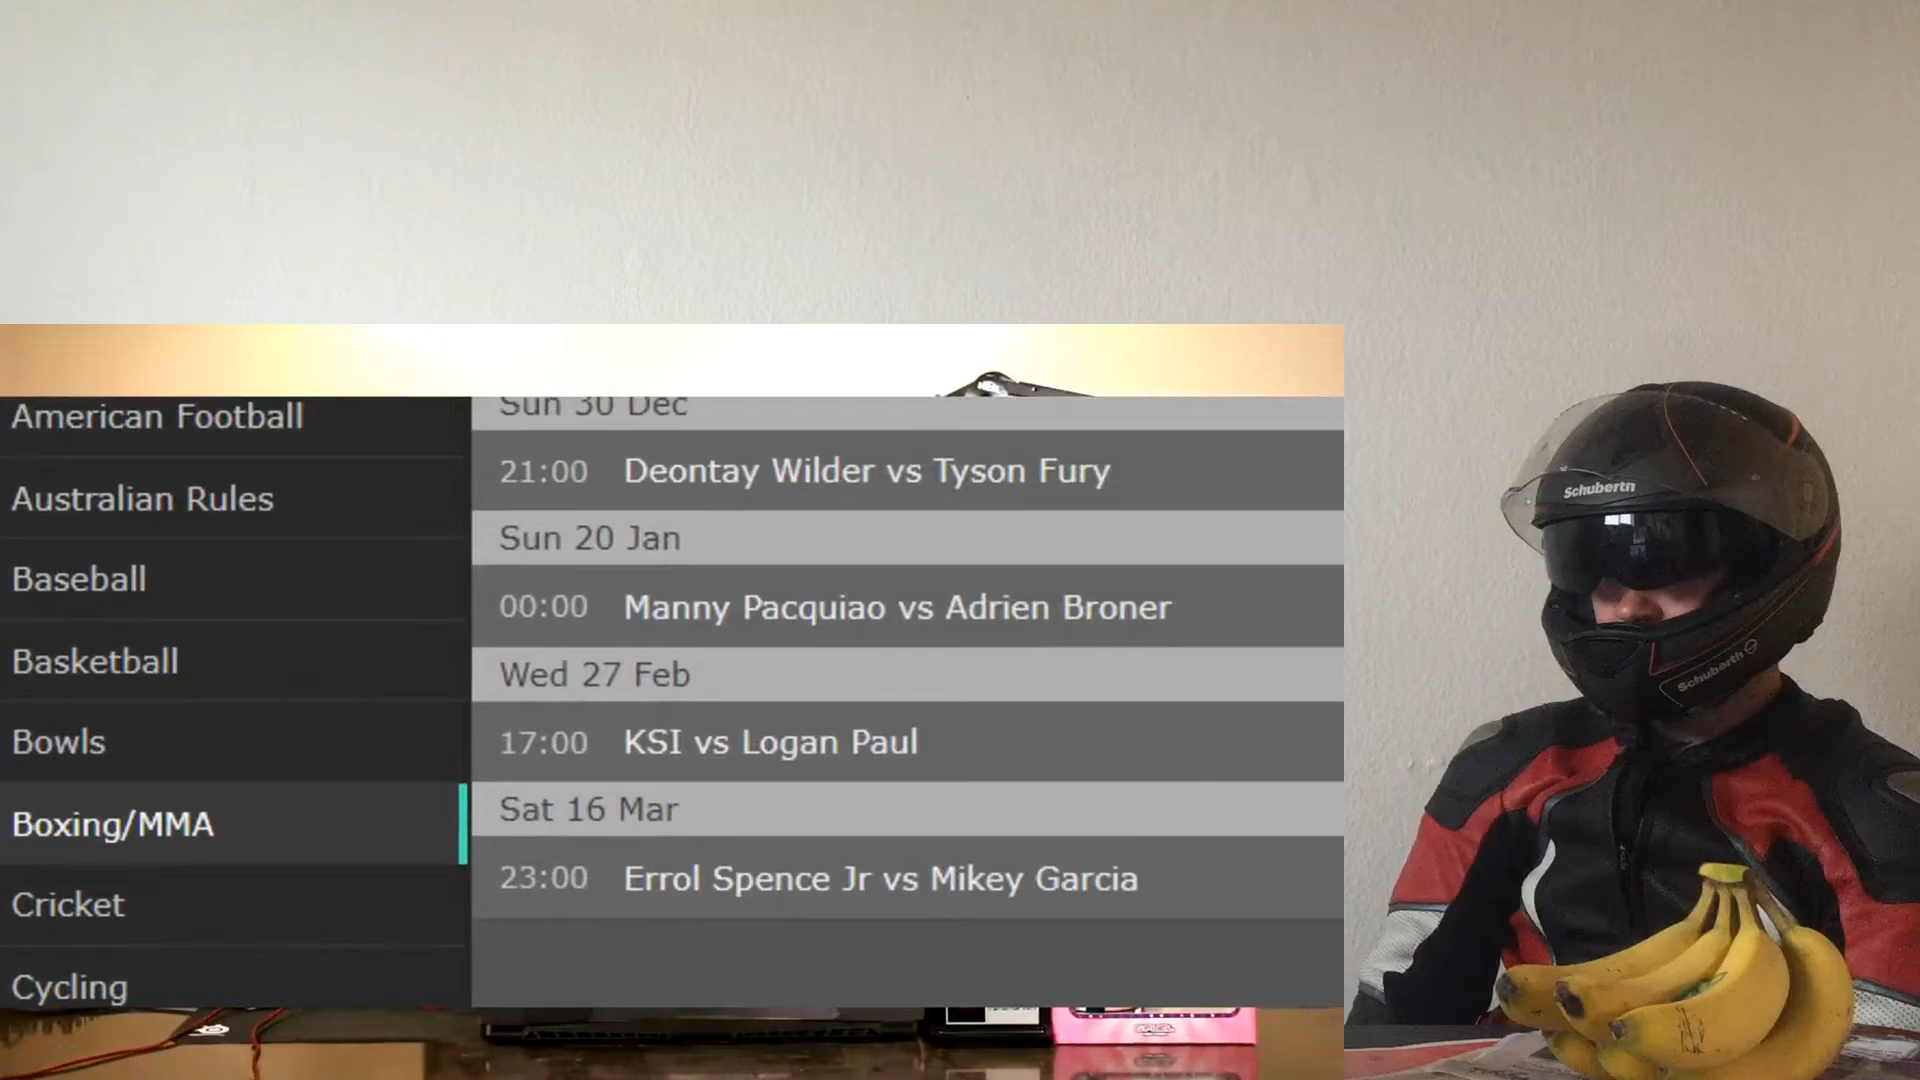 American Football
Australian Rules
Baseball
Basketball
Bowls
Boxing/MMA
Cricket
Cycling
Sun 30 Dec
21:00 Deontay Wilder vs Tyson Fury
Sun 20 Jan
00:00 Manny Pacquiao vs Adrien Broner
Wed 27 Feb
17:00 KSI vs Logan Paul
Sat 16 Mar
23:00 Errol Spence Jr vs Mikey Garcia
Schuberth
Schuberth